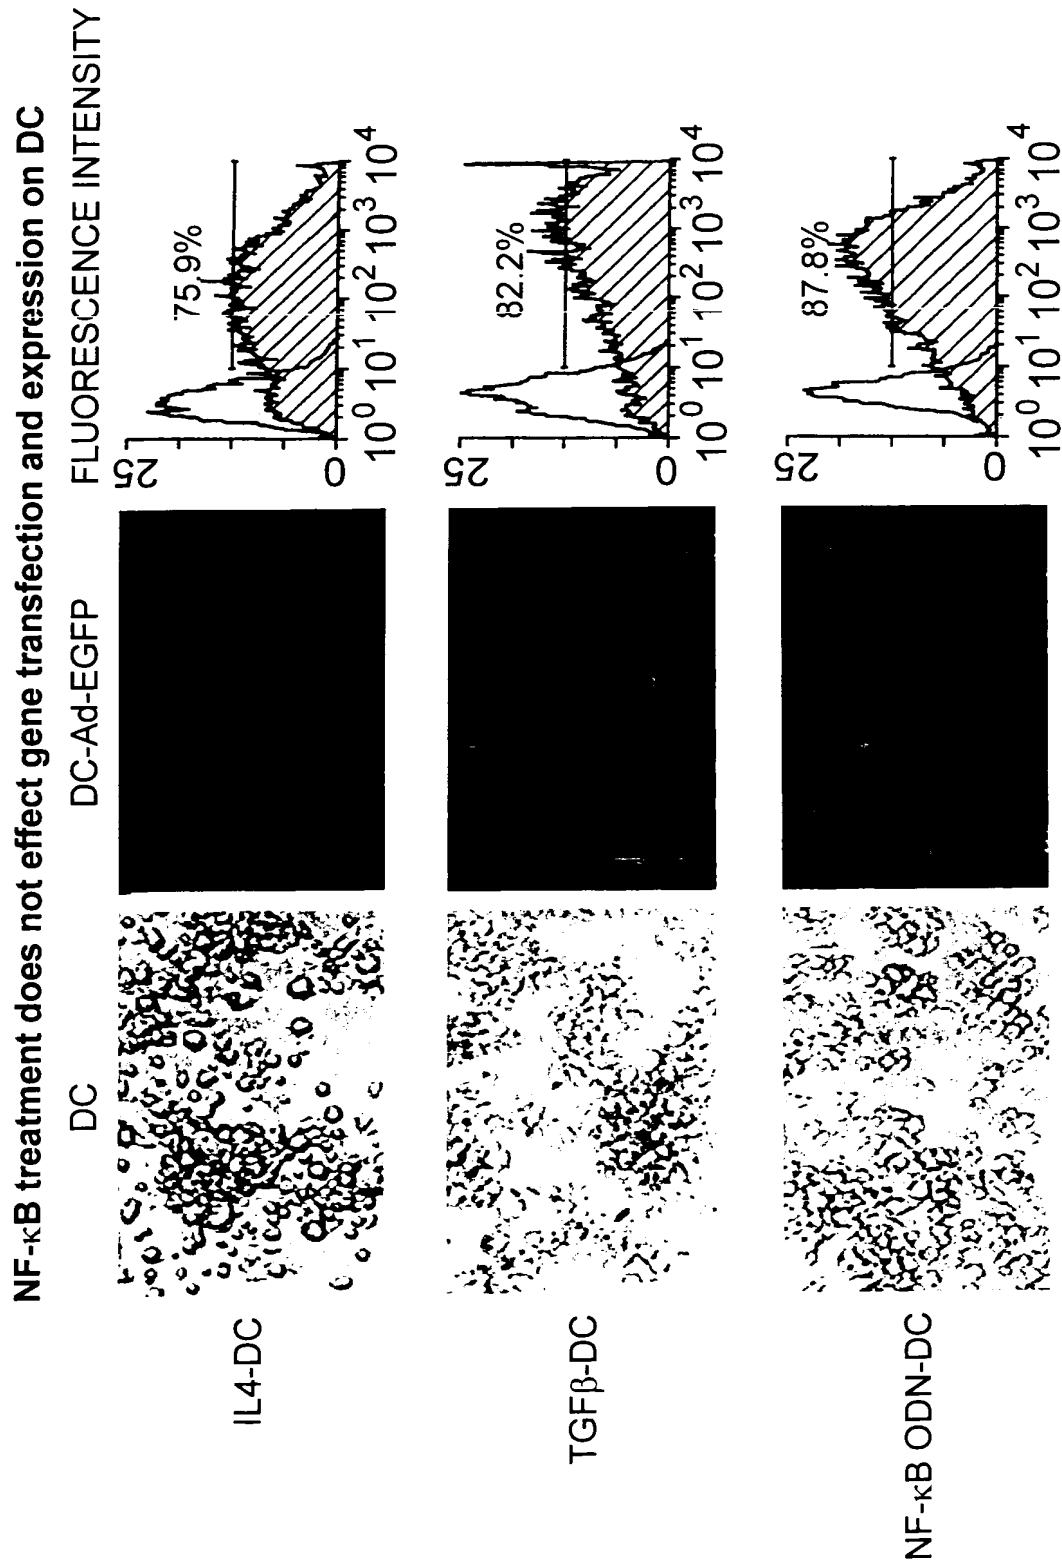 NF-κB treatment does not effect gene transfection and expression on DC
DC
DC-Ad-EGFP
FLUORESCENCE INTENSITY
IL4-DC
25
0
75.9%
10^0 10^1 10^2 10^3 10^4
TGFβ-DC
25
0
82.2%
10^0 10^1 10^2 10^3 10^4
NF-κB ODN-DC
25
0
87.8%
10^0 10^1 10^2 10^3 10^4